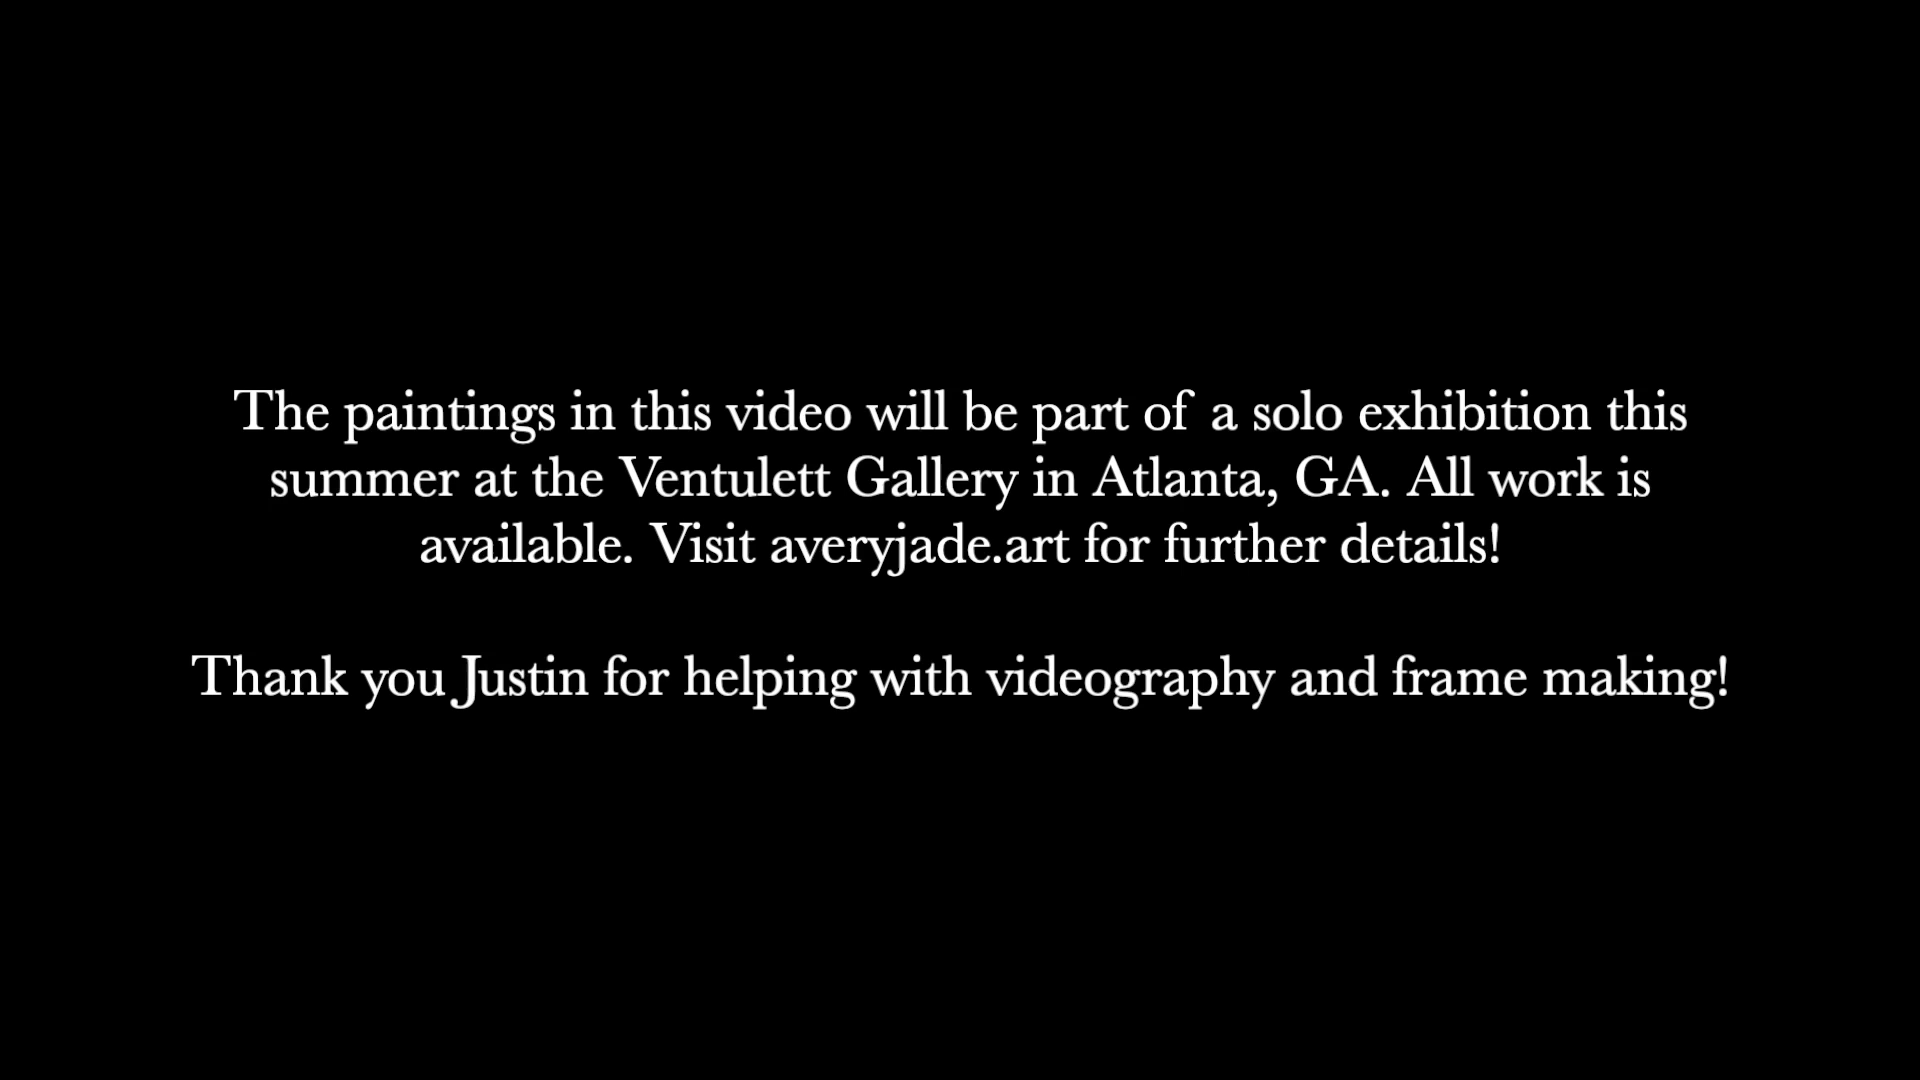 The paintings in this video will be part of a solo exhibition this
summer at the Ventulett Gallery in Atlanta, GA. All work is
available. Visit averyjade.art for further details!
Thank you Justin for helping with videography and frame making!